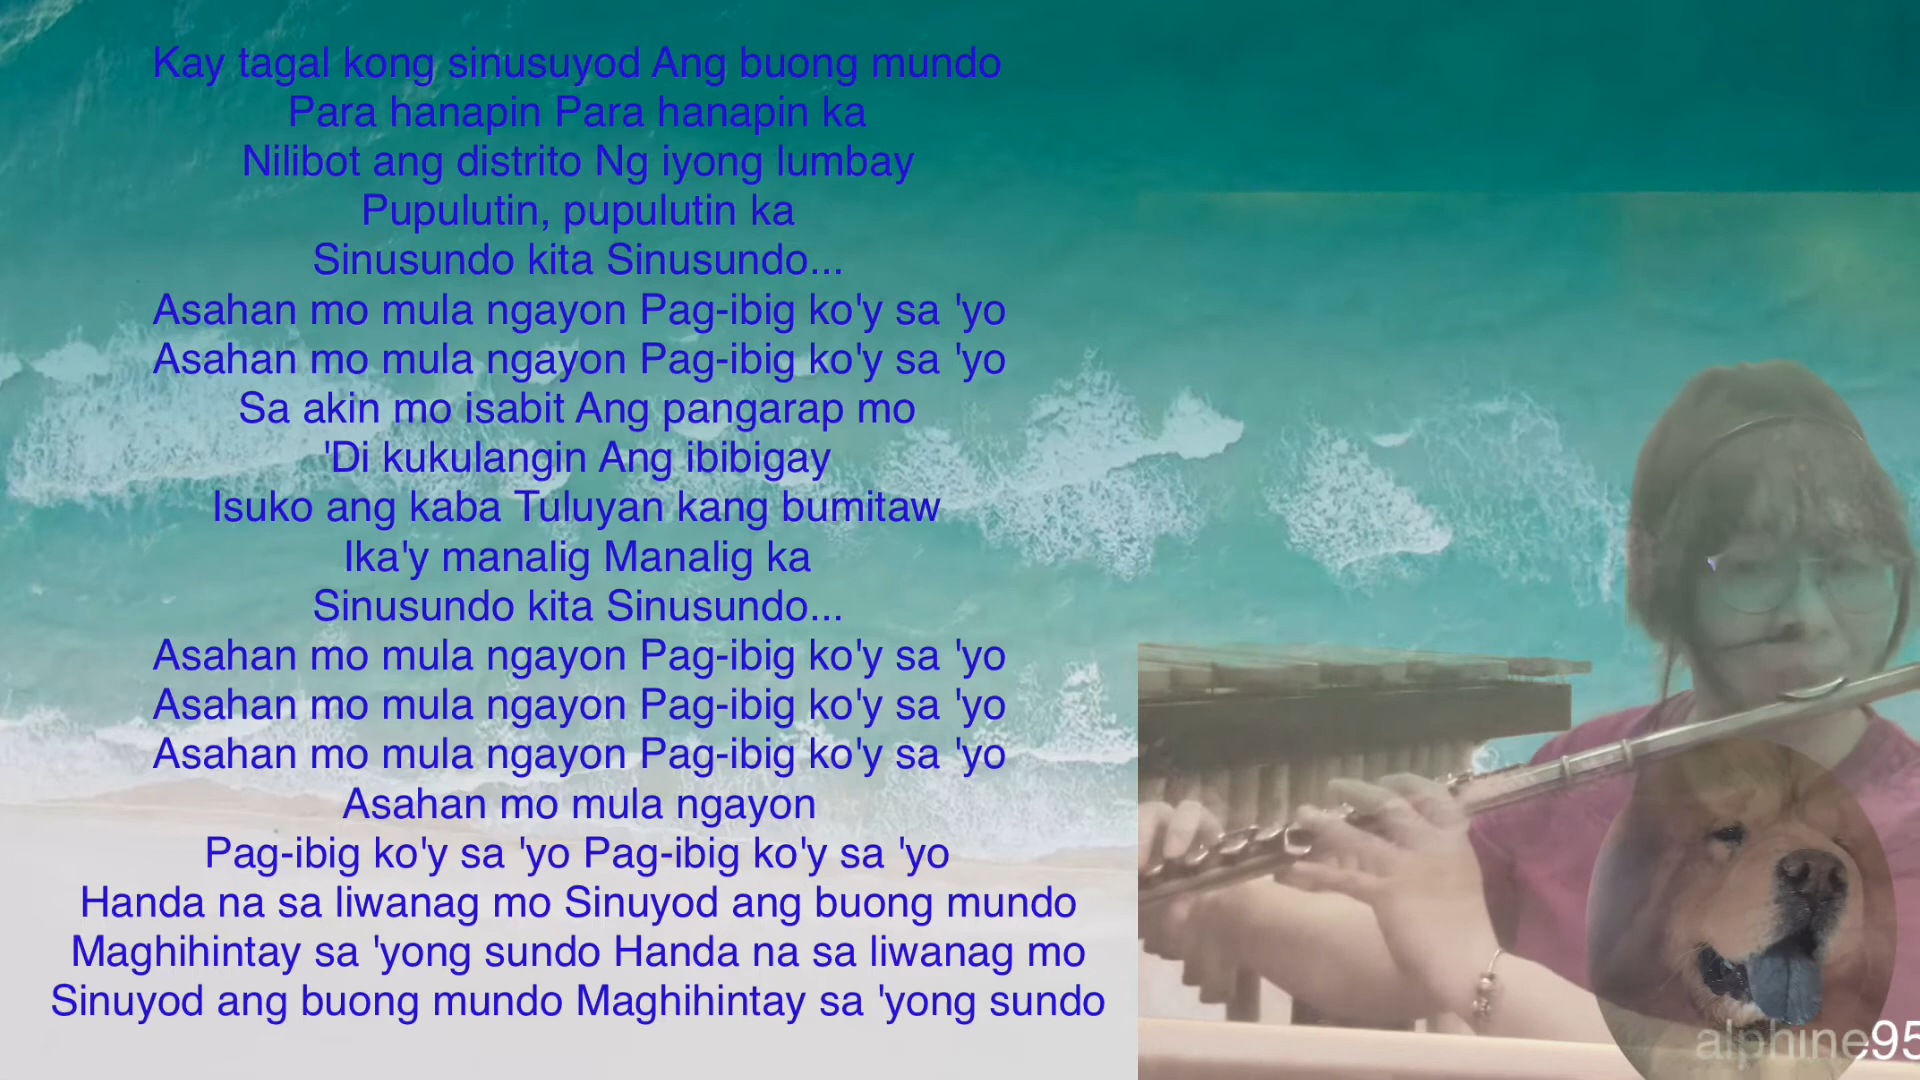 Kay tagal kong sinusuyod Ang buong mundo
Para hanapin Para hanapin ka
Nilibot ang distrito Ng iyong lumbay
Pupulutin, pupulutin ka
Sinusundo kita Sinusundo...
Asahan mo mula ngayon Pag-ibig ko'y sa 'yo
Asahan mo mula ngayon Pag-ibig ko'y sa 'yo
Sa akin mo isabit Ang pangarap mo
'Di kukulangin Ang ibibigay
Isuko ang kaba Tuluyan kang bumitaw
Ika'y manalig Manalig ka
Sinusundo kita Sinusundo...
Asahan mo mula ngayon Pag-ibig ko'y sa 'yo
Asahan mo mula ngayon Pag-ibig ko'y sa 'yo
Asahan mo mula ngayon Pag-ibig ko'y sa 'yo
Asahan mo mula ngayon
Pag-ibig ko'y sa 'yo Pag-ibig ko'y sa 'yo
Handa na sa liwanag mo Sinuyod ang buong mundo
Maghihintay sa 'yong sundo Handa na sa liwanag mo
Sinuyod ang buong mundo Maghihintay sa 'yong sundo
alphine95